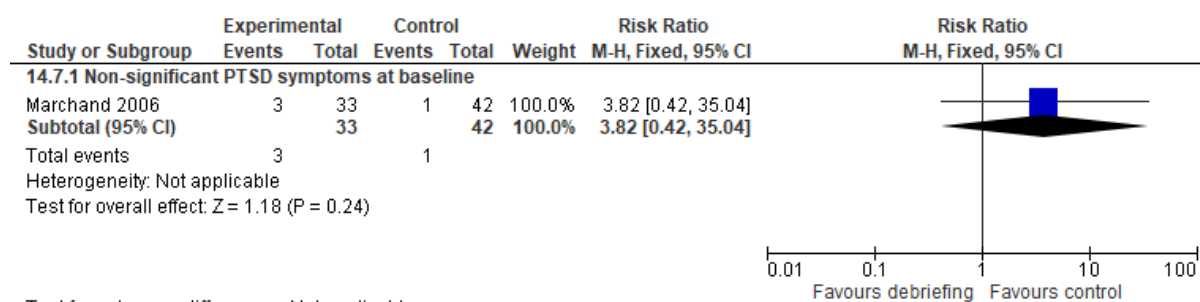 Experimental Control Risk Ratio Risk Ratio
Study or Subgroup Events Total Events Total Weight M-H, Fixed, 95% CI M-H, Fixed, 95% CI
14.7.1 Non-significant PTSD symptoms at baseline
Marchand 2006 3 33 1 42 100.0% 3.82 [0.42, 35.04]
Subtotal (95% CI) 33 42 100.0% 3.82 [0.42, 35.04]
Total events 3 1
Heterogeneity: Not applicable
Test for overall effect: Z = 1.18 (P = 0.24)
0.01 0.1 1 10 100
Favours debriefing Favours control